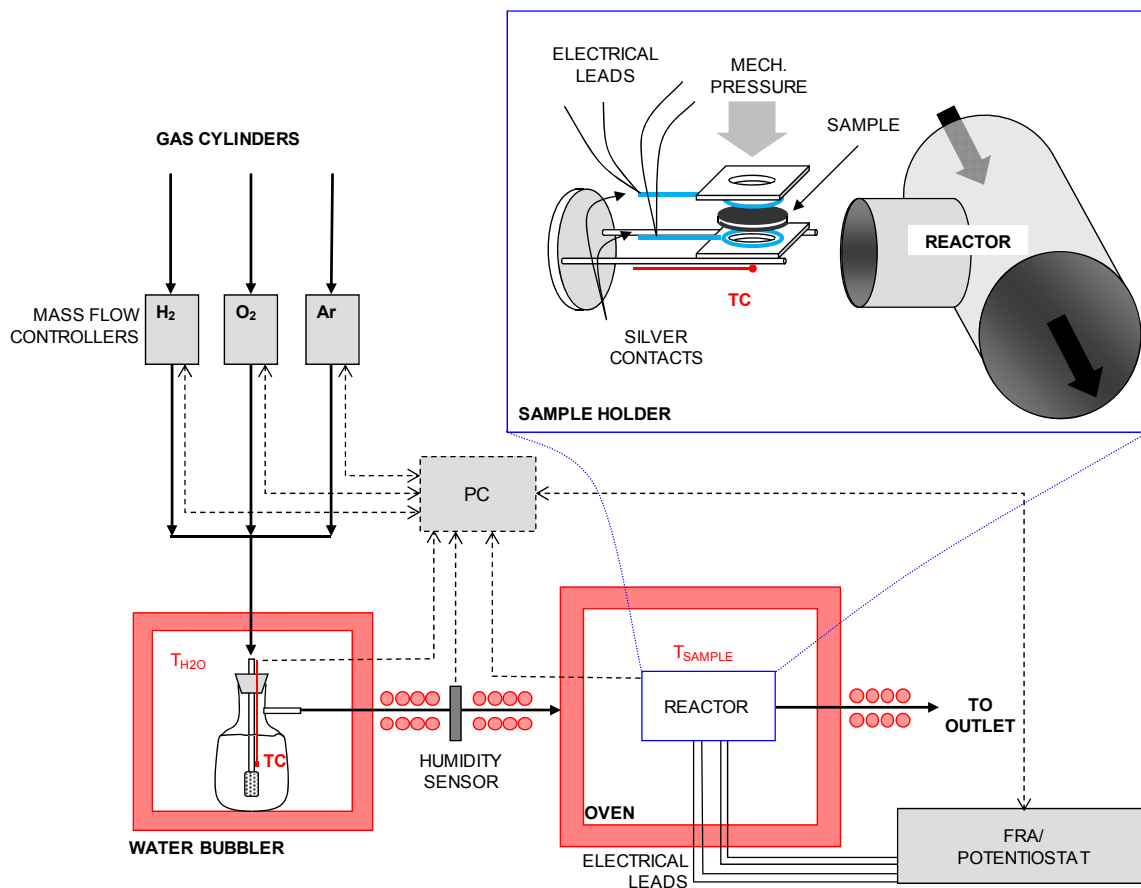 GAS CYLINDERS
MASS FLOW
CONTROLLERS
H2
O2
Ar
ELECTRICAL
LEADS
MECH.
PRESSURE
SAMPLE
REACTOR
TC
SILVER
CONTACTS
SAMPLE HOLDER
PC
TH2O
TC
WATER BUBBLER
HUMIDITY
SENSOR
TSAMPLE
REACTOR
OVEN
TO
OUTLET
ELECTRICAL
LEADS
FRA/
POTENTIOSTAT